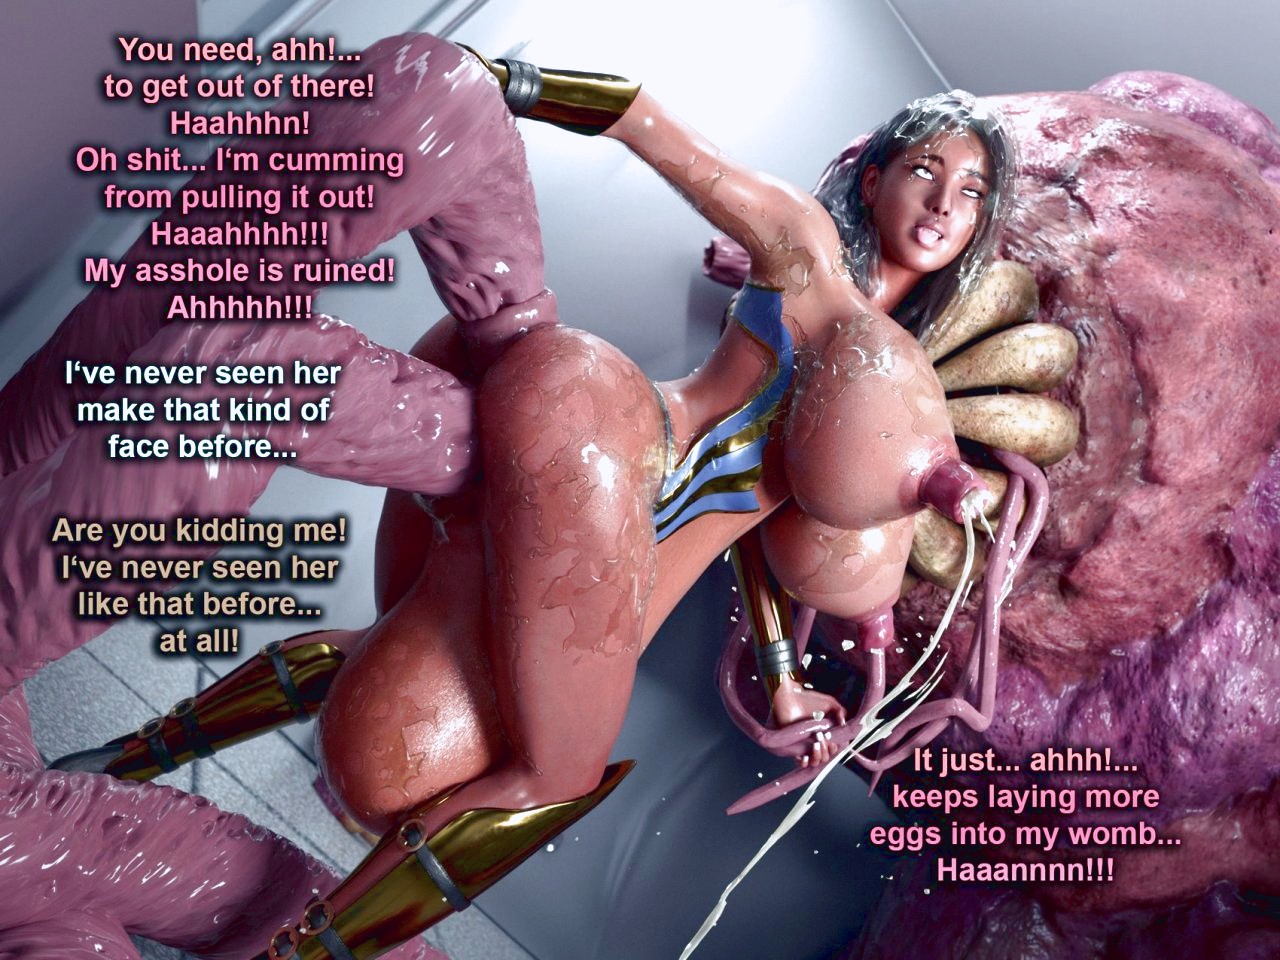 You need, ahh!...
to get out of there!
Haahhhn!
Oh shit... I‘m cumming
from pulling it out!
Haaahhhh!!!
My asshole is ruined!
Ahhhhh!!!
I‘ve never seen her
make that kind of
face before...
Are you kidding me!
I‘ve never seen her
like that before...
at all!
It just... ahhh!...
keeps laying more
eggs into my womb...
Haaannnn!!!